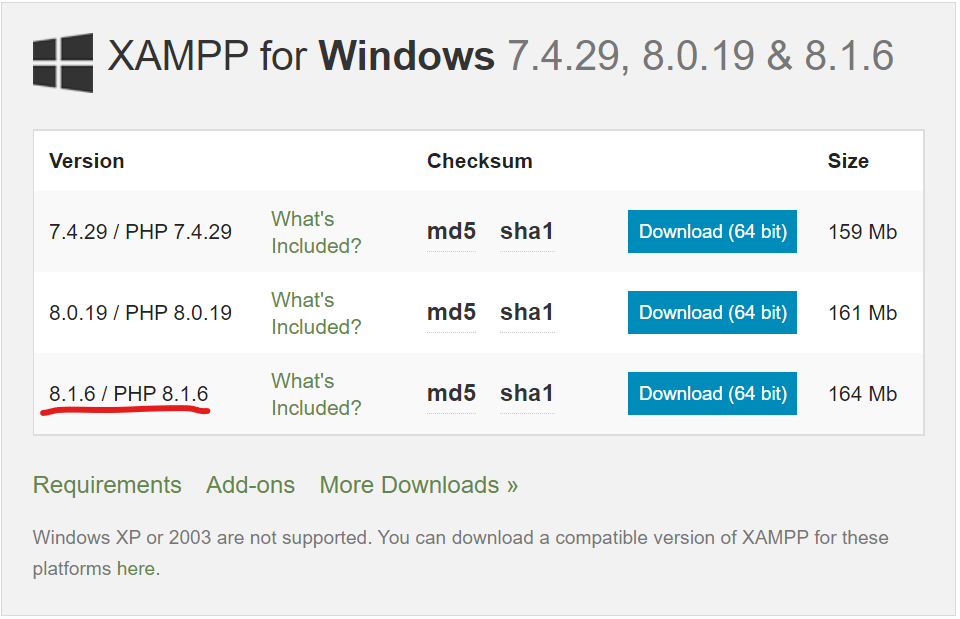 XAMPP for Windows 7.4.29, 8.0.19 & 8.1.6
Version Checksum Size
7.4.29 / PHP 7.4.29 What's Included? md5 sha1 Download (64 bit) 159 Mb
8.0.19 / PHP 8.0.19 What's Included? md5 sha1 Download (64 bit) 161 Mb
8.1.6 / PHP 8.1.6 What's Included? md5 sha1 Download (64 bit) 164 Mb
Requirements Add-ons More Downloads »
Windows XP or 2003 are not supported. You can download a compatible version of XAMPP for these
platforms here.